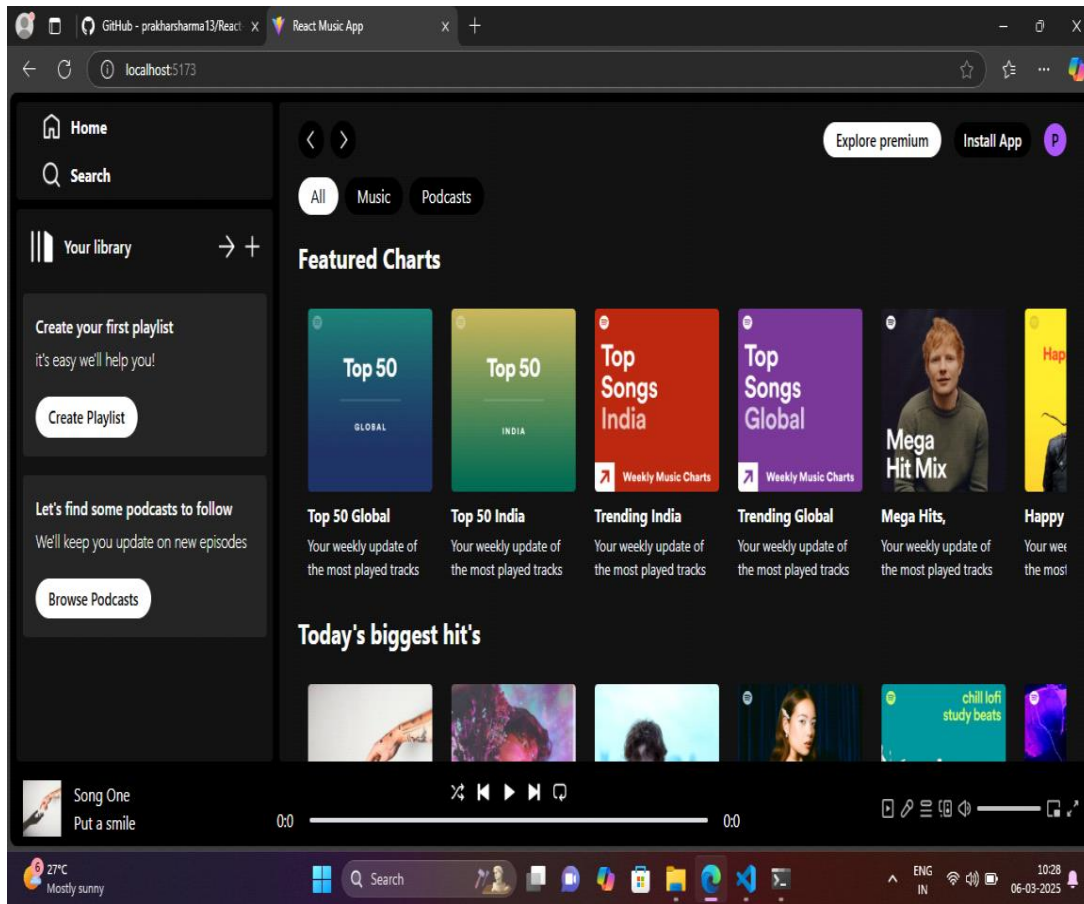 GitHub - prakharsharma13/React-
React Music App
localhost:5173
Home
Search
Your library
Create your first playlist
it's easy we'll help you!
Create Playlist
Let's find some podcasts to follow
We'll keep you update on new episodes
Browse Podcasts
Explore premium
Install App
P
All
Music
Podcasts
Featured Charts
Top 50
GLOBAL
Top 50
INDIA
Top
Songs
India
Weekly Music Charts
Top
Songs
Global
Weekly Music Charts
Mega
Hit Mix
Hap
Top 50 Global
Your weekly update of
the most played tracks
Top 50 India
Your weekly update of
the most played tracks
Trending India
Your weekly update of
the most played tracks
Trending Global
Your weekly update of
the most played tracks
Mega Hits,
Your weekly update of
the most played tracks
Happy
Your wee
the most
Today's biggest hit's
chill lofi
study beats
Song One
Put a smile
0:0
0:0
6
27°C
Mostly sunny
Search
ENG
IN
10:28
06-03-2025